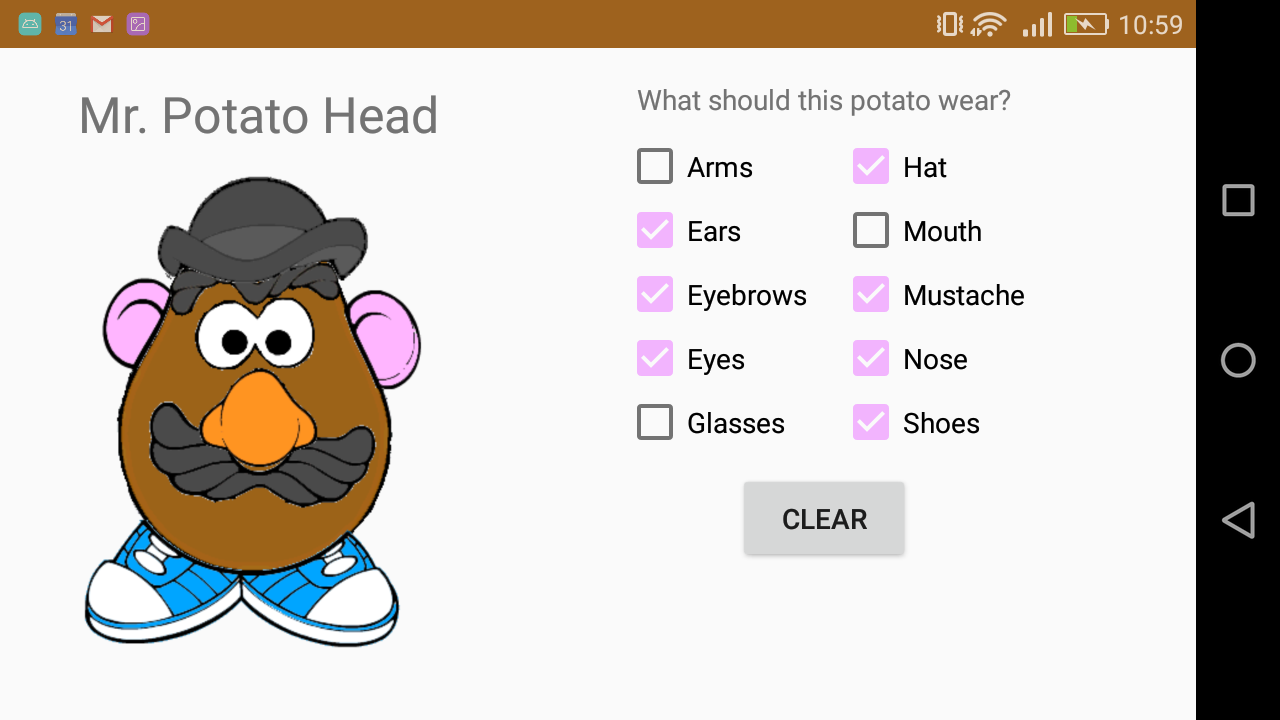 31
10:59
Mr. Potato Head
What should this potato wear?
Arms
Hat
Ears
Mouth
Eyebrows
Mustache
Eyes
Nose
Glasses
Shoes
CLEAR